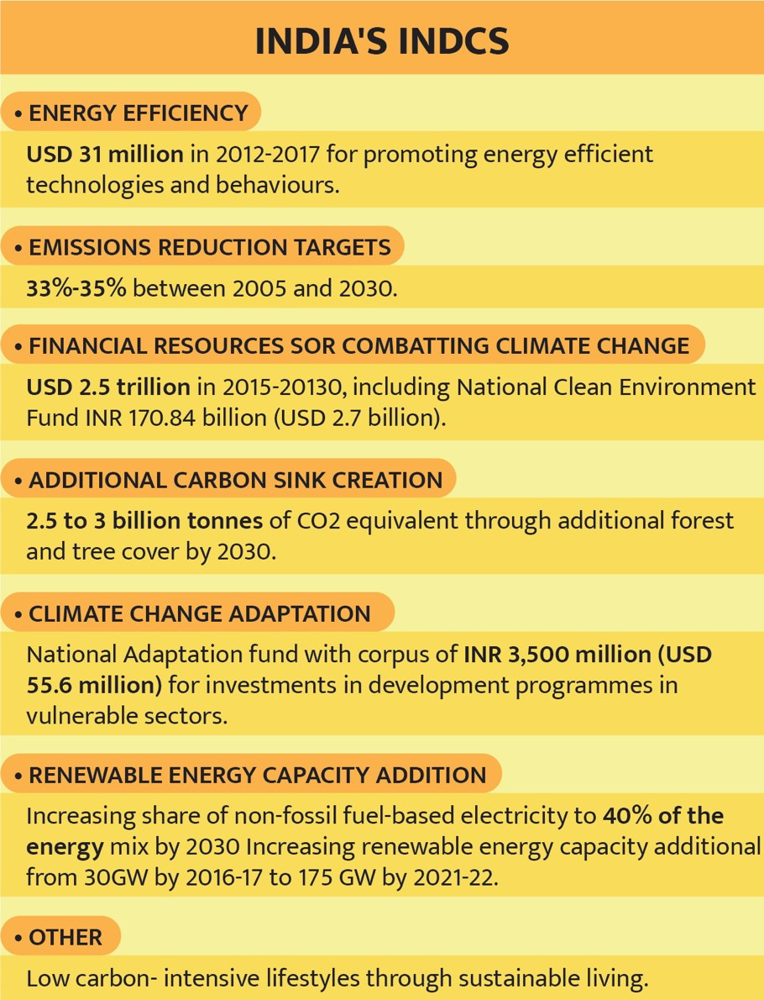 INDIA'S INDCS
• ENERGY EFFICIENCY
USD 31 million in 2012-2017 for promoting energy efficient
technologies and behaviours.
• EMISSIONS REDUCTION TARGETS
33%-35% between 2005 and 2030.
• FINANCIAL RESOURCES SOR COMBATTING CLIMATE CHANGE
USD 2.5 trillion in 2015-20130, including National Clean Environment
Fund INR 170.84 billion (USD 2.7 billion).
• ADDITIONAL CARBON SINK CREATION
2.5 to 3 billion tonnes of CO2 equivalent through additional forest
and tree cover by 2030.
• CLIMATE CHANGE ADAPTATION
National Adaptation fund with corpus of INR 3,500 million (USD
55.6 million) for investments in development programmes in
vulnerable sectors.
• RENEWABLE ENERGY CAPACITY ADDITION
Increasing share of non-fossil fuel-based electricity to 40% of the
energy mix by 2030 Increasing renewable energy capacity additional
from 30GW by 2016-17 to 175 GW by 2021-22.
• OTHER
Low carbon- intensive lifestyles through sustainable living.